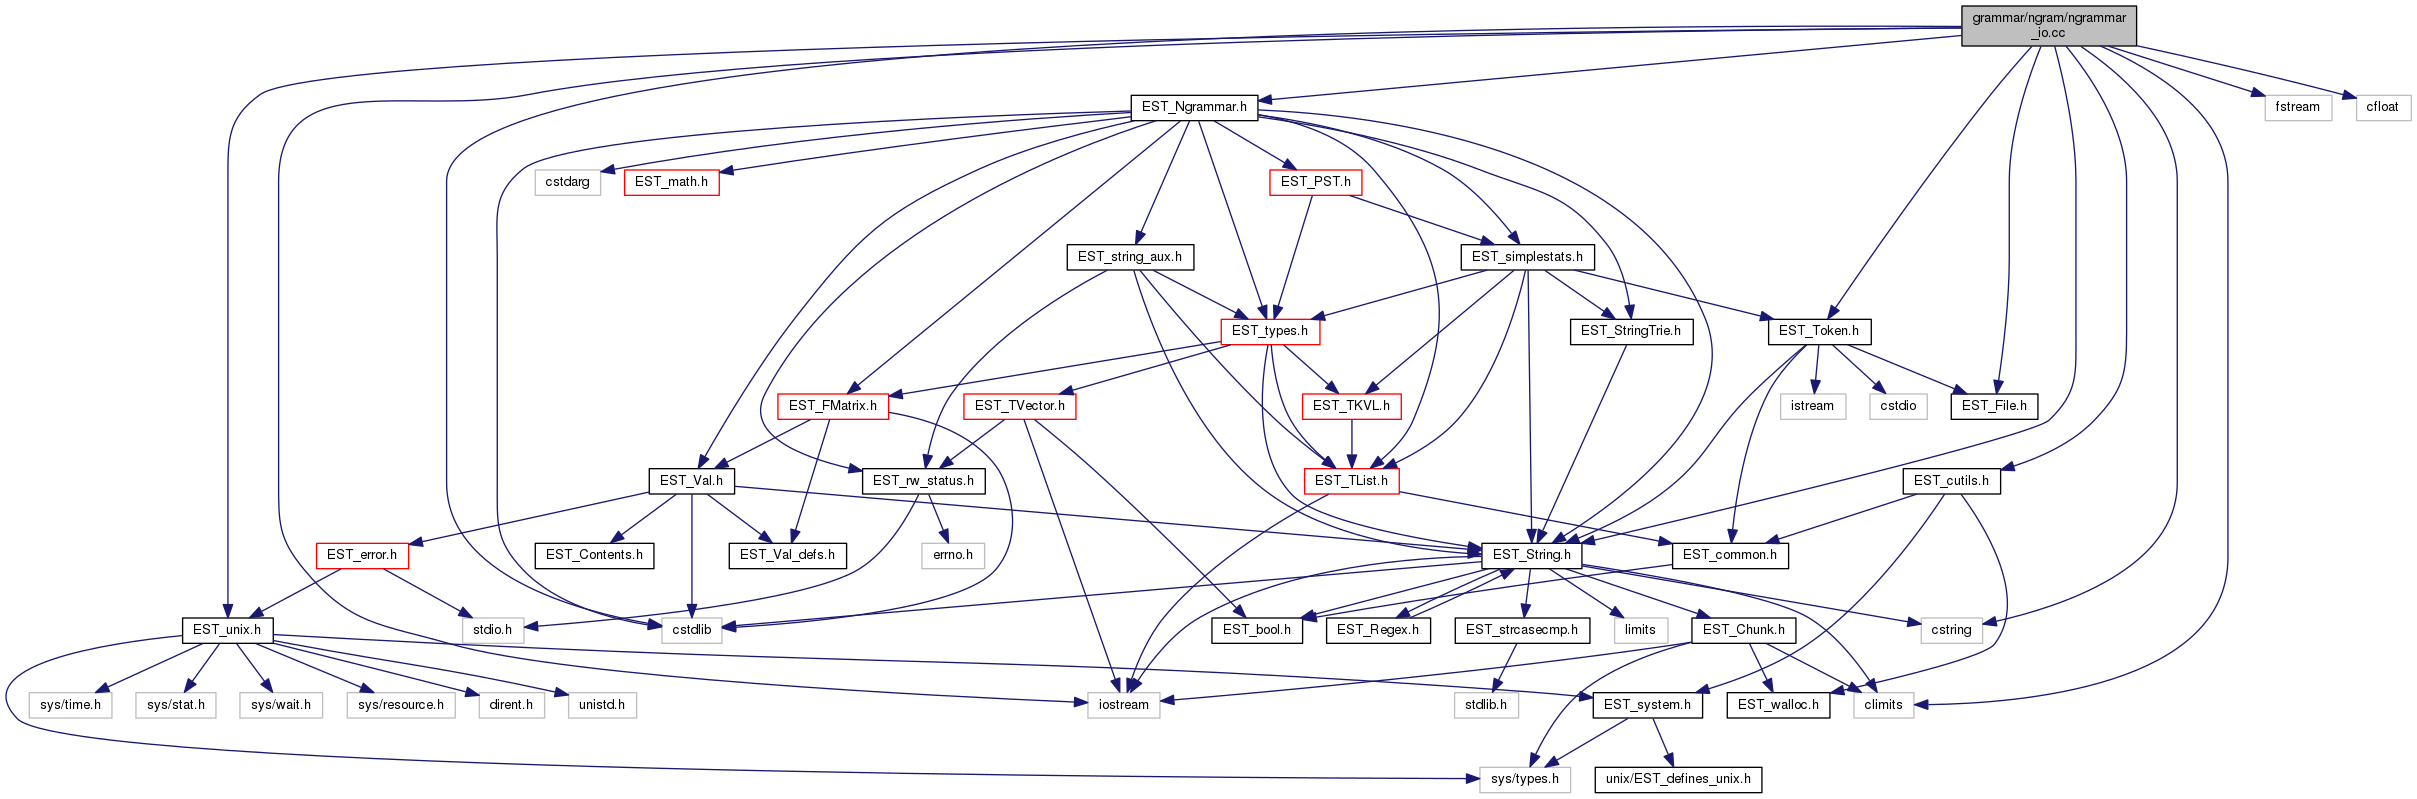 grammar/ngram/ngrammar
_io.cc
EST_Ngrammar.h
fstream
cfloat
cstdarg
EST_math.h
EST_PST.h
EST_string_aux.h
EST_simplestats.h
EST_types.h
EST_StringTrie.h
EST_Token.h
EST_FMatrix.h
EST_TVector.h
EST_TKVL.h
istream
cstdio
EST_File.h
EST_Val.h
EST_rw_status.h
EST_TList.h
EST_cutils.h
EST_error.h
EST_Contents.h
EST_Val_defs.h
errno.h
EST_String.h
EST_common.h
EST_unix.h
stdio.h
cstdlib
EST_bool.h
EST_Regex.h
EST_strcasecmp.h
limits
EST_Chunk.h
cstring
sys/time.h
sys/stat.h
sys/wait.h
sys/resource.h
dirent.h
unistd.h
iostream
stdlib.h
EST_system.h
EST_walloc.h
climits
sys/types.h
unix/EST_defines_unix.h